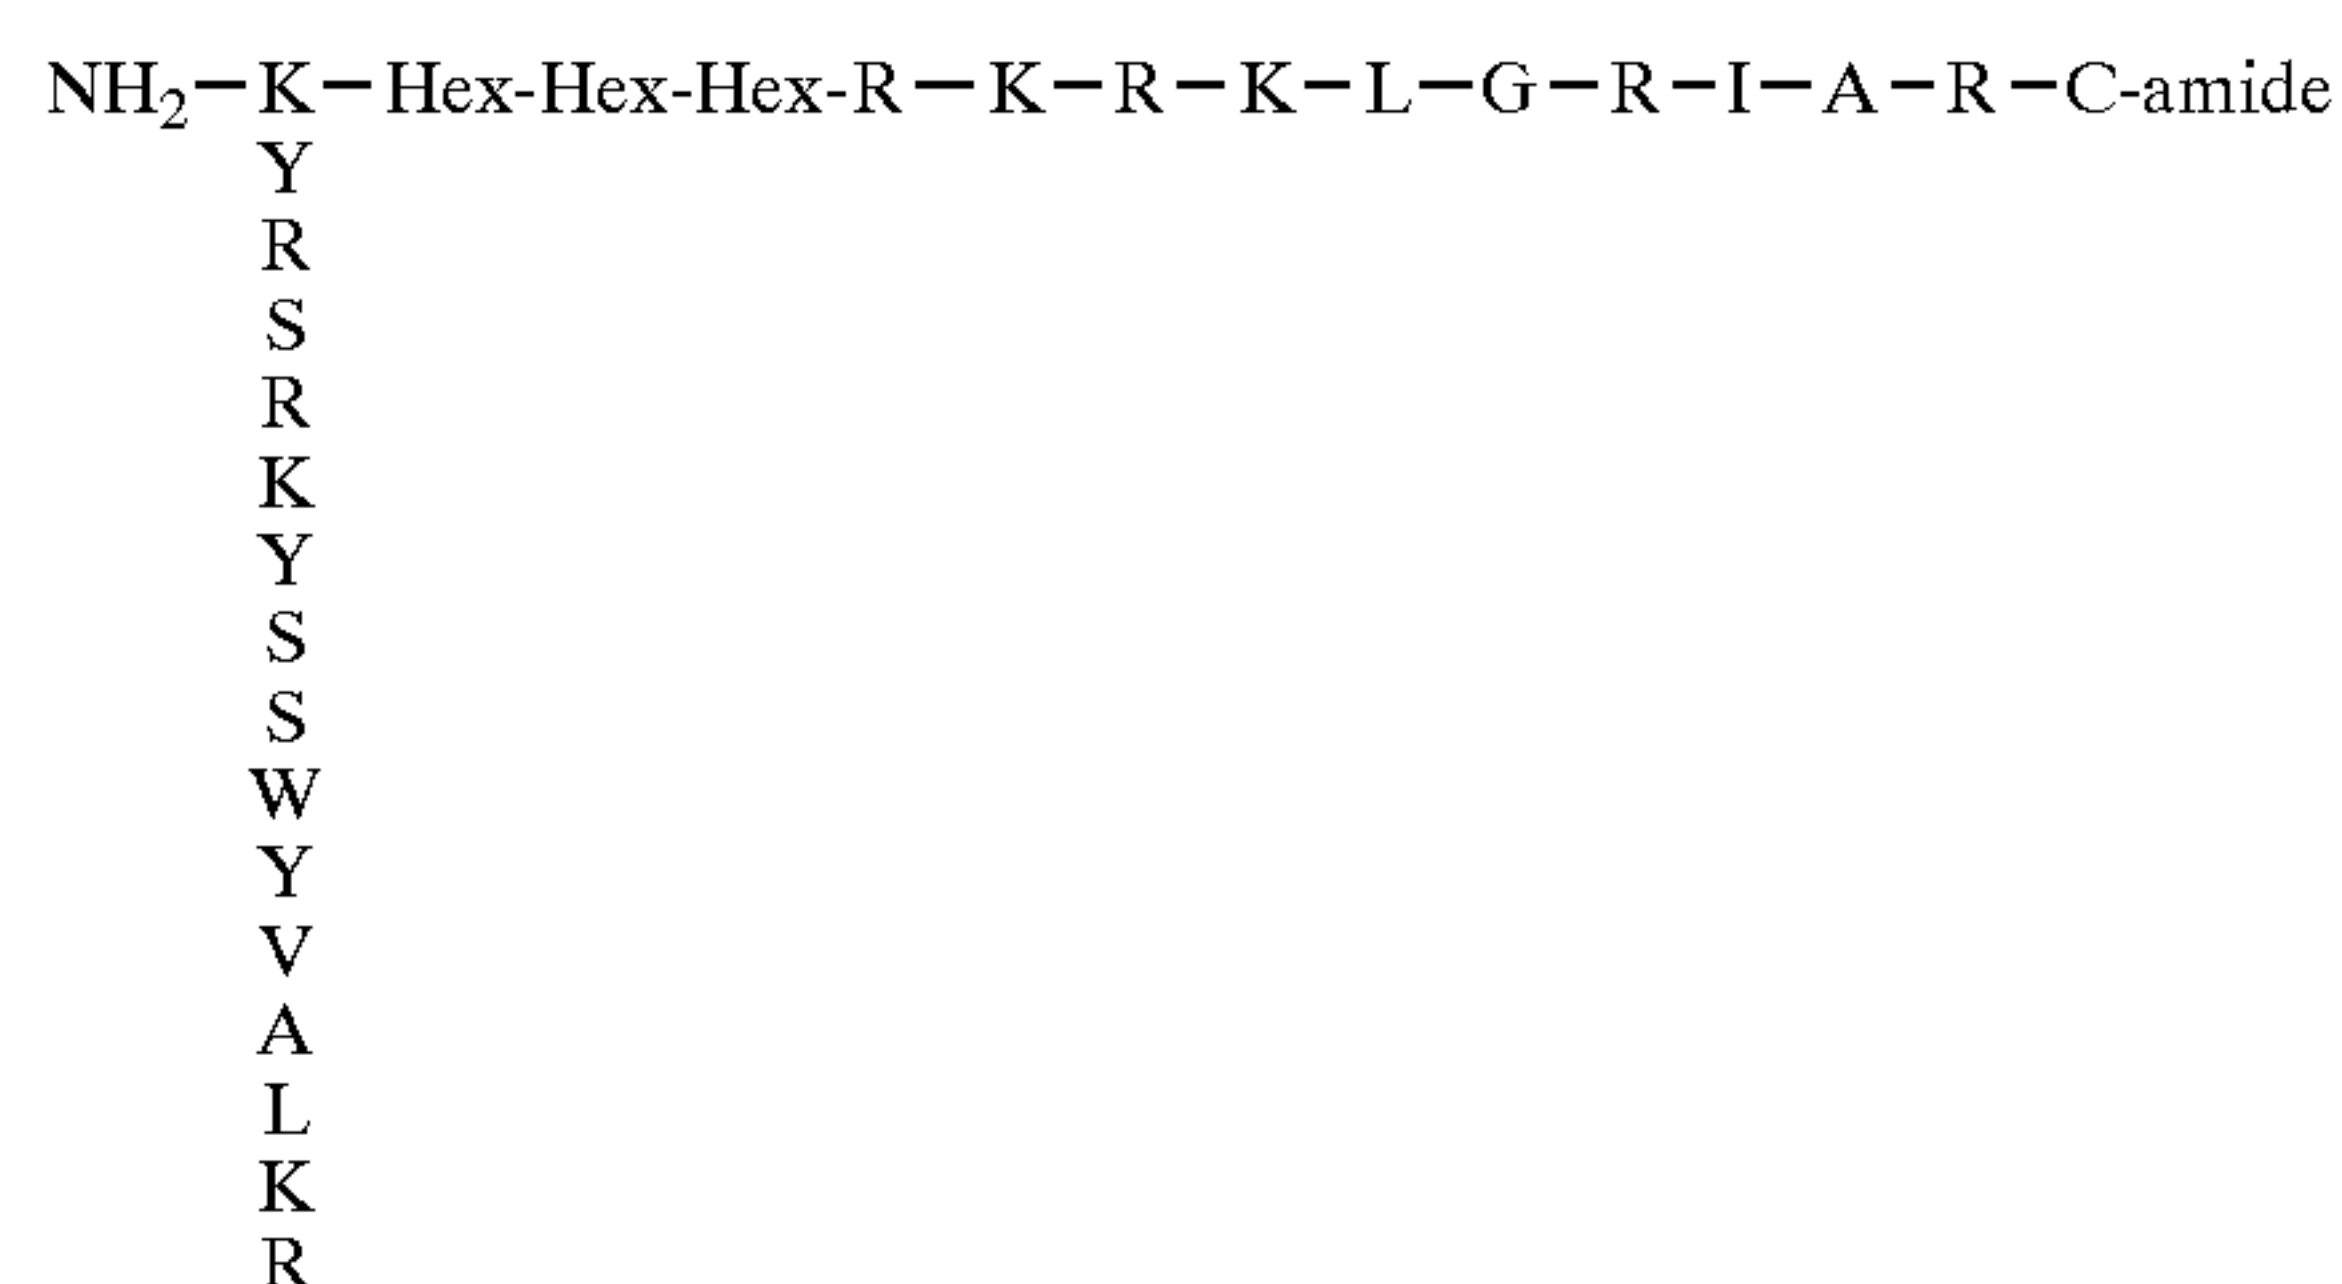 NH₂—K—Hex-Hex-Hex-R—K—R—K—L—G—R—I—A—R—C-amide
Y
R
S
R
K
Y
S
S
W
Y
V
A
L
K
R